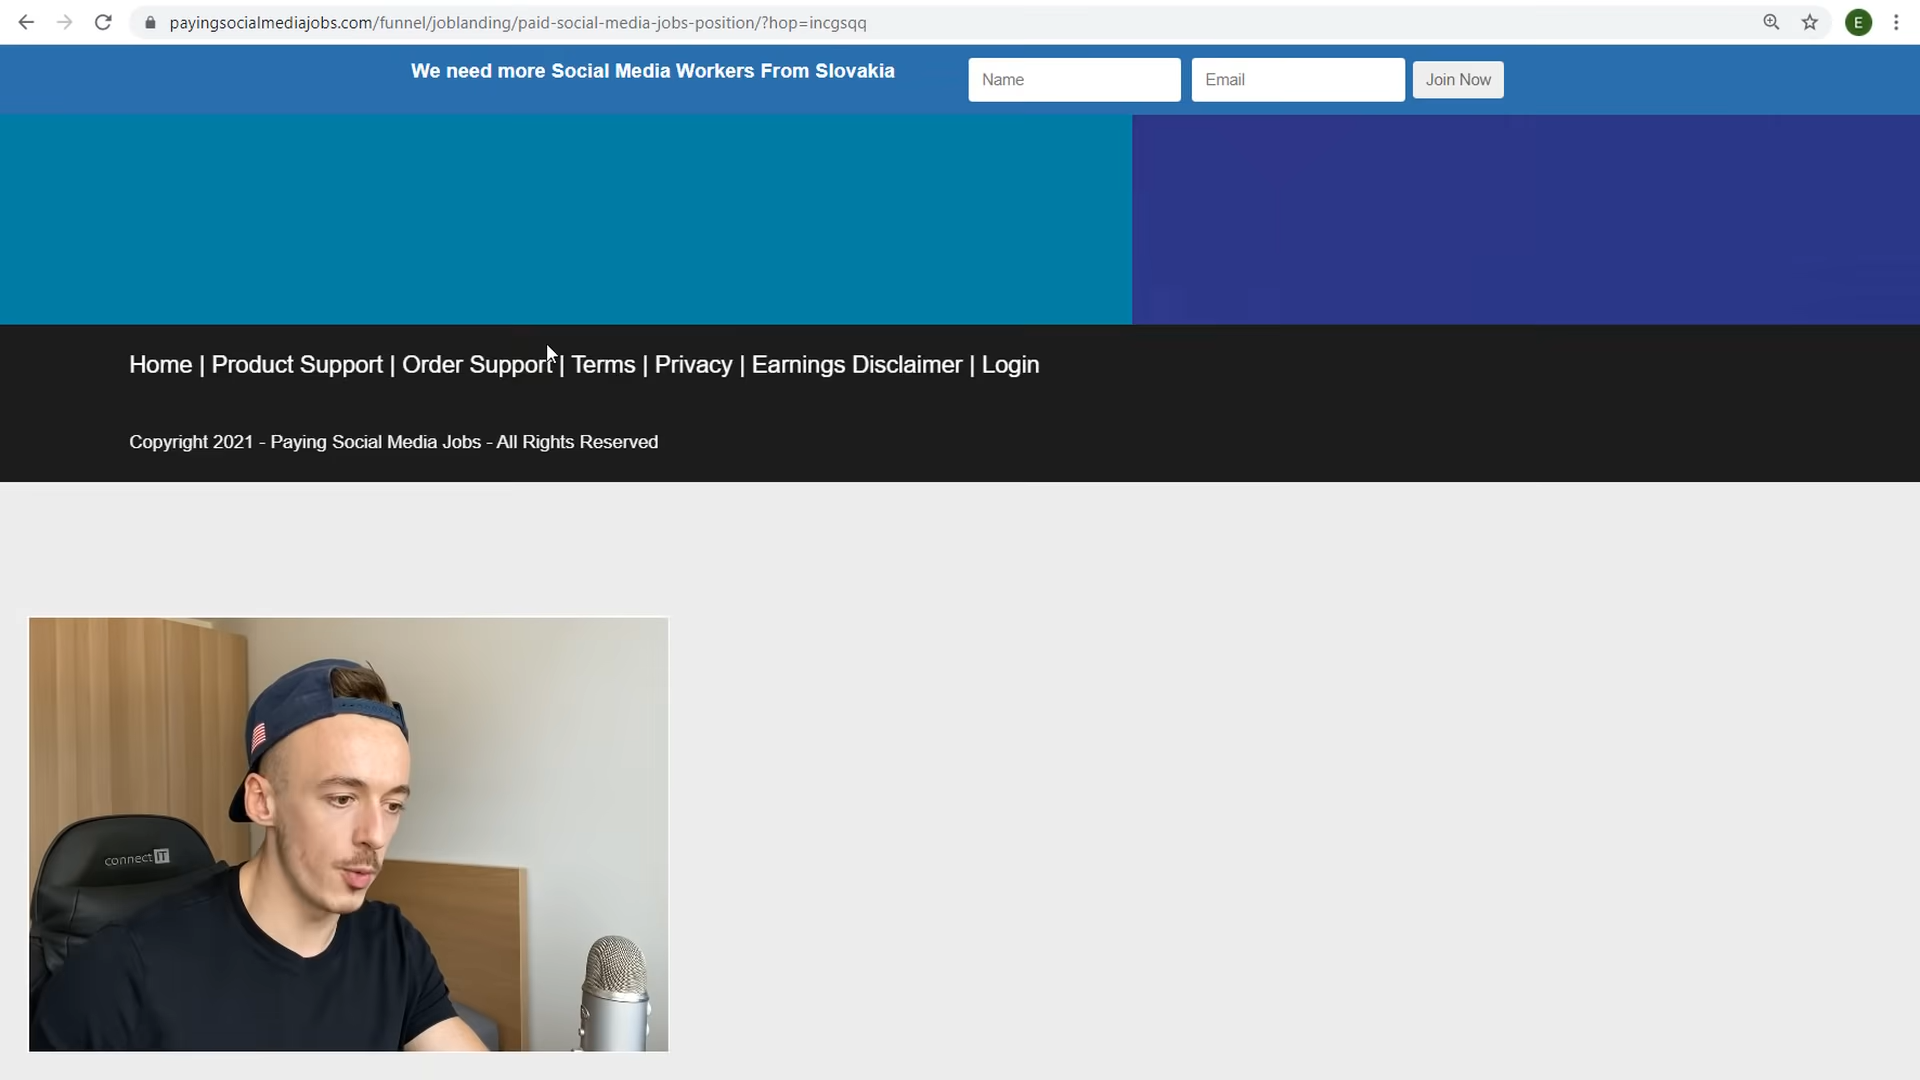 payingsocialmediajobs.com/funnel/joblanding/paid-social-media-jobs-position/?hop=incgsqq
E
We need more Social Media Workers From Slovakia
Name
Email
Join Now
Home | Product Support | Order Support | Terms | Privacy | Earnings Disclaimer | Login
Copyright 2021 - Paying Social Media Jobs - All Rights Reserved
connect IT